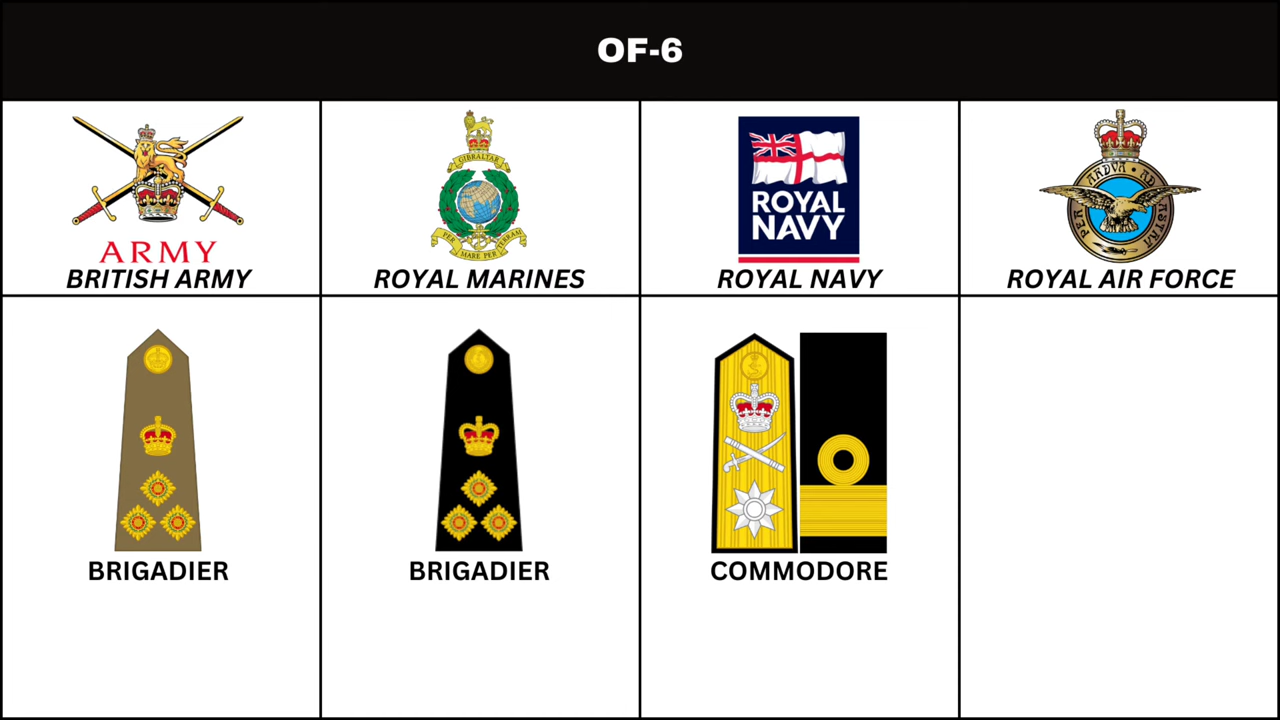 OF-6
ARMY
BRITISH ARMY
GIBRALTAR
PER MARE PER TERRAM
ROYAL MARINES
ROYAL
NAVY
ROYAL NAVY
PER ARDVA · AD ASTRA
ROYAL AIR FORCE
BRIGADIER
BRIGADIER
COMMODORE